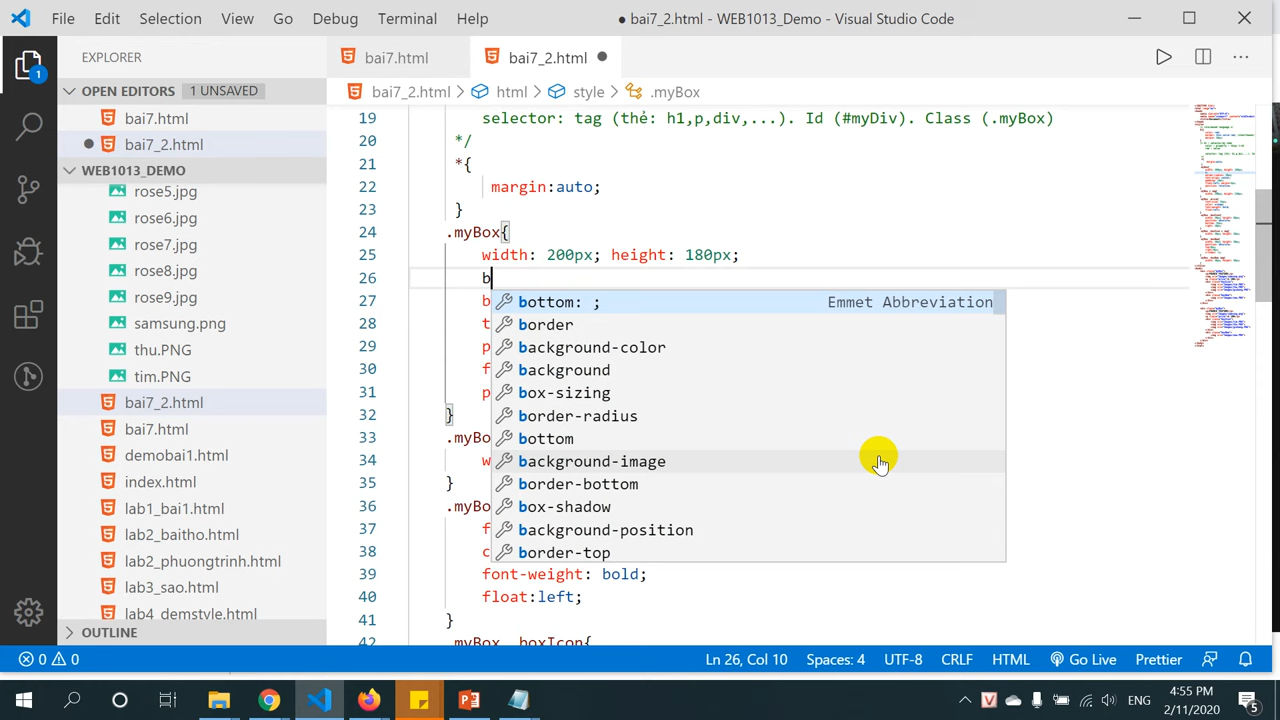 File Edit Selection View Go Debug Terminal Help ● bai7_2.html - WEB1013_Demo - Visual Studio Code
EXPLORER
bai7.html bai7_2.html
OPEN EDITORS 1 UNSAVED
bai7.html
bai7_2.html
WEB1013_DEMO
rose5.jpg
rose6.jpg
rose7.jpg
rose8.jpg
rose9.jpg
samsung.png
thu.PNG
tim.PNG
bai7_2.html
bai7.html
demobai1.html
index.html
lab1_bai1.html
lab2_baitho.html
lab2_phuongtrinh.html
lab3_sao.html
lab4_demstyle.html
OUTLINE
1
bai7_2.html > html > style > .myBox
19 selector: tag (thẻ: h1,p,div,...). Id (#myDiv). Class (.myBox)
20 */
21 *{
22 margin:auto;
23 }
24 .myBox{
25 width: 200px; height: 180px;
26 b
27 b
28 t
29 p
30 f
31 p
32 }
33 .myBo
34 w
35 }
36 .myBo
37 f
38 c
39 font-weight: bold;
40 float:left;
41 }
42 .myBox .boxIcon{
bottom: ; Emmet Abbreviation
border
background-color
background
box-sizing
border-radius
bottom
background-image
border-bottom
box-shadow
background-position
border-top
0 0 Ln 26, Col 10 Spaces: 4 UTF-8 CRLF HTML Go Live Prettier
ENG 4:55 PM
2/11/2020 5